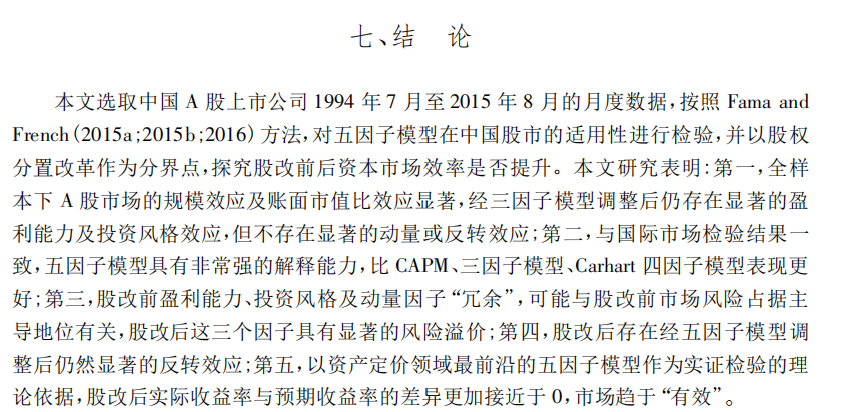 七、结 论
本文选取中国 A 股上市公司 1994 年 7 月至 2015 年 8 月的月度数据,按照 Fama and
French(2015a;2015b;2016)方法,对五因子模型在中国股市的适用性进行检验,并以股权
分置改革作为分界点,探究股改前后资本市场效率是否提升。本文研究表明:第一,全样
本下 A 股市场的规模效应及账面市值比效应显著,经三因子模型调整后仍存在显著的盈
利能力及投资风格效应,但不存在显著的动量或反转效应;第二,与国际市场检验结果一
致,五因子模型具有非常强的解释能力,比 CAPM、三因子模型、Carhart 四因子模型表现更
好;第三,股改前盈利能力、投资风格及动量因子“冗余”,可能与股改前市场风险占据主
导地位有关,股改后这三个因子具有显著的风险溢价;第四,股改后存在经五因子模型调
整后仍然显著的反转效应;第五,以资产定价领域最前沿的五因子模型作为实证检验的理
论依据,股改后实际收益率与预期收益率的差异更加接近于 0,市场趋于“有效”。